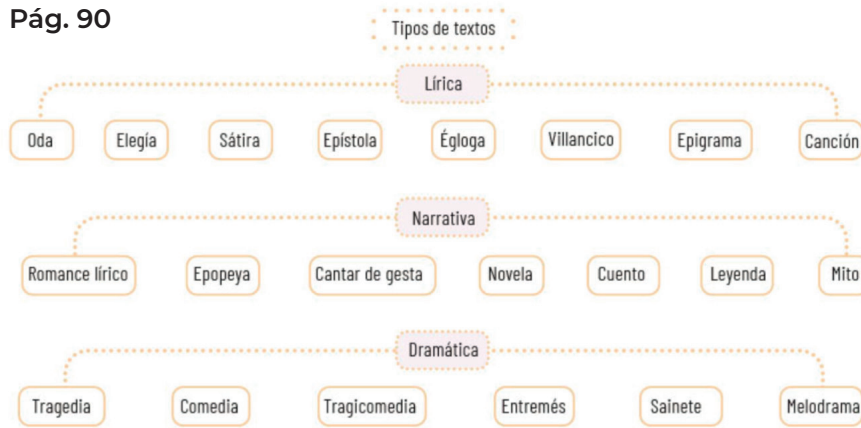 Pág. 90
Tipos de textos
Lírica
Oda Elegía Sátira Epístola Égloga Villancico Epigrama Canción
Narrativa
Romance lírico Epopeya Cantar de gesta Novela Cuento Leyenda Mito
Dramática
Tragedia Comedia Tragicomedia Entremés Sainete Melodrama